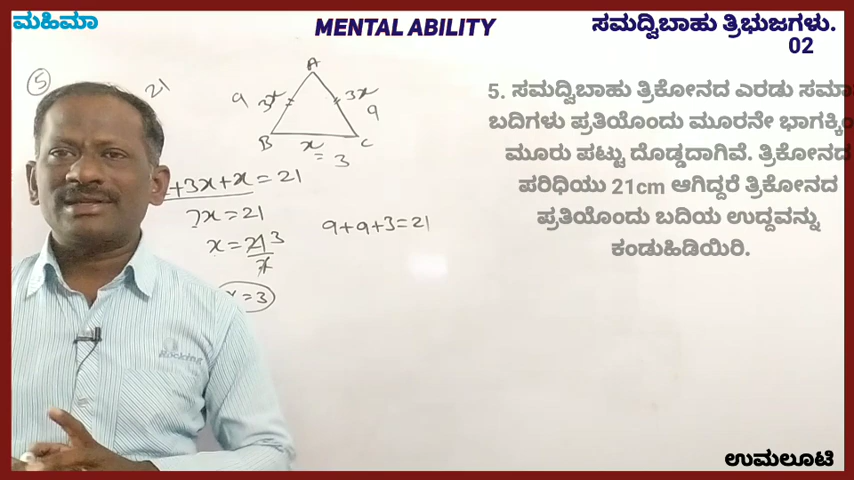 ಮಹಿಮಾ
MENTAL ABILITY
ಸಮದ್ವಿಬಾಹು ತ್ರಿಭುಜಗಳು.
02
5. ಸಮದ್ವಿಬಾಹು ತ್ರಿಕೋನದ ಎರಡು ಸಮಾ
ಬದಿಗಳು ಪ್ರತಿಯೊಂದು ಮೂರನೇ ಭಾಗಕ್ಕಿಂ
ಮೂರು ಪಟ್ಟು ದೊಡ್ಡದಾಗಿವೆ. ತ್ರಿಕೋನದ
ಪರಿಧಿಯು 21cm ಆಗಿದ್ದರೆ ತ್ರಿಕೋನದ
ಪ್ರತಿಯೊಂದು ಬದಿಯ ಉದ್ದವನ್ನು
ಕಂಡುಹಿಡಿಯಿರಿ.
5
21
A
9 3x 3x
9
B x C
= 3
+3x+x = 21
7x = 21
x = 21 3
7
x = 3
9+9+3=21
Rocking
ಉಮಲೂಟಿ